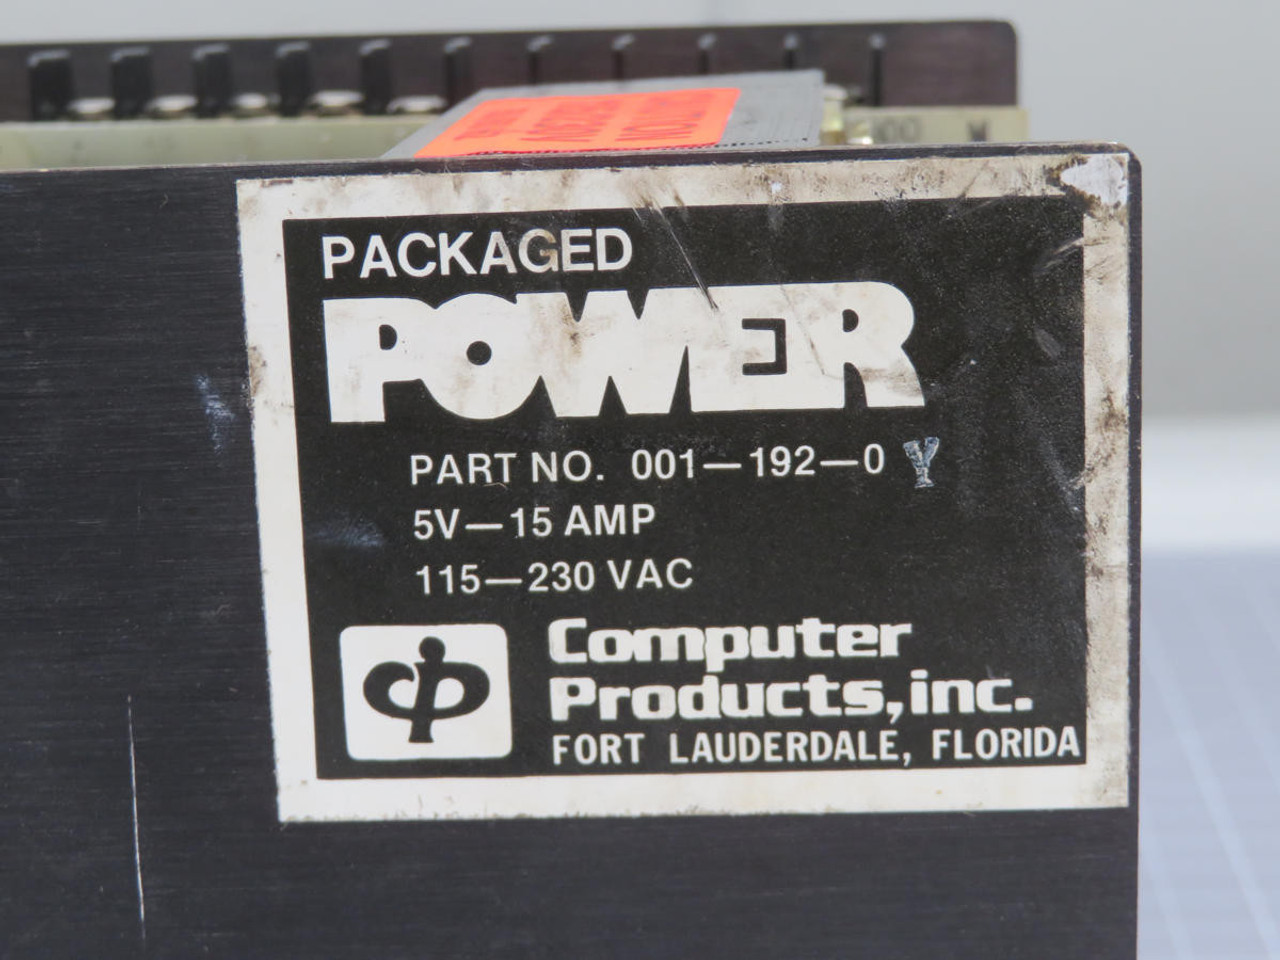 PACKAGED
POWER
PART NO. 001—192—0 Y
5V—15 AMP
115—230 VAC
Computer
Products, inc.
FORT LAUDERDALE, FLORIDA